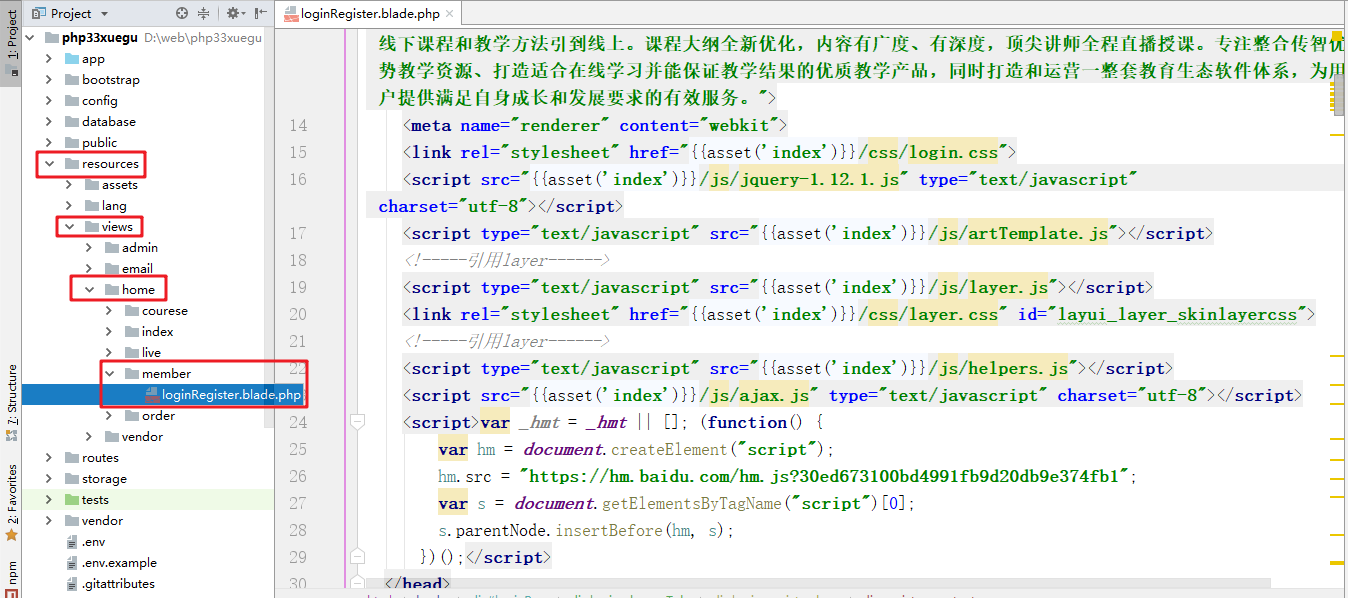 Project
loginRegister.blade.php
1: Project
7: Structure
2: Favorites
npm
php33xuegu D:\web\php33xuegu
app
bootstrap
config
database
public
resources
assets
lang
views
admin
email
home
courese
index
live
member
loginRegister.blade.php
order
vendor
routes
storage
tests
vendor
.env
.env.example
.gitattributes
线下课程和教学方法引到线上。课程大纲全新优化，内容有广度、有深度，顶尖讲师全程直播授课。专注整合传智优
势教学资源、打造适合在线学习并能保证教学结果的优质教学产品，同时打造和运营一整套教育生态软件体系，为用
户提供满足自身成长和发展要求的有效服务。">
14 <meta name="renderer" content="webkit">
15 <link rel="stylesheet" href="{{asset('index')}}/css/login.css">
16 <script src="{{asset('index')}}/js/jquery-1.12.1.js" type="text/javascript"
charset="utf-8"></script>
17 <script type="text/javascript" src="{{asset('index')}}/js/artTemplate.js"></script>
18 <!-----引用layer------>
19 <script type="text/javascript" src="{{asset('index')}}/js/layer.js"></script>
20 <link rel="stylesheet" href="{{asset('index')}}/css/layer.css" id="layui_layer_skinlayercss">
21 <!-----引用layer------>
22 <script type="text/javascript" src="{{asset('index')}}/js/helpers.js"></script>
23 <script src="{{asset('index')}}/js/ajax.js" type="text/javascript" charset="utf-8"></script>
24 <script>var _hmt = _hmt || []; (function() {
25 var hm = document.createElement("script");
26 hm.src = "https://hm.baidu.com/hm.js?30ed673100bd4991fb9d20db9e374fb1";
27 var s = document.getElementsByTagName("script")[0];
28 s.parentNode.insertBefore(hm, s);
29 })();</script>
30 </head>